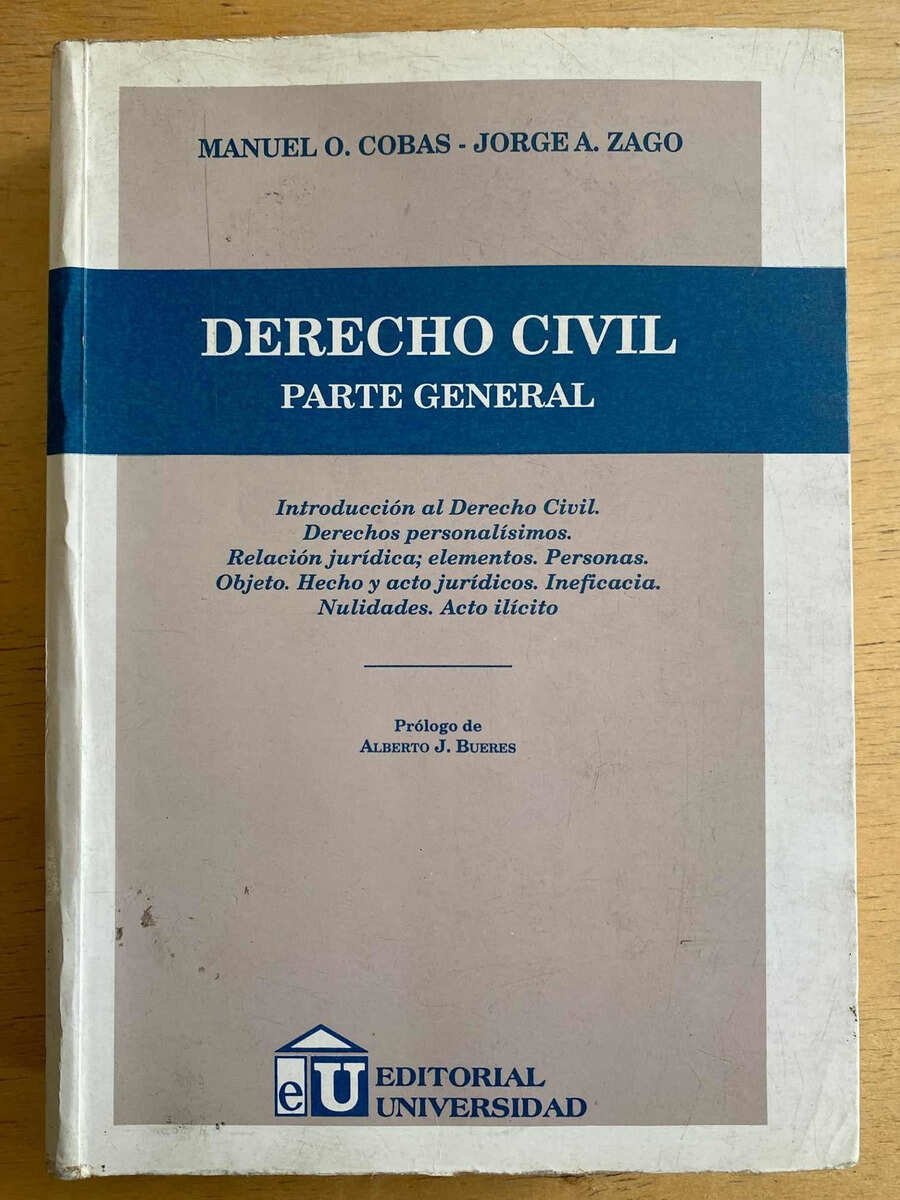 MANUEL O. COBAS - JORGE A. ZAGO
DERECHO CIVIL
PARTE GENERAL
Introducción al Derecho Civil.
Derechos personalísimos.
Relación jurídica; elementos. Personas.
Objeto. Hecho y acto jurídicos. Ineficacia.
Nulidades. Acto ilícito
Prólogo de
ALBERTO J. BUERES
eU EDITORIAL
UNIVERSIDAD